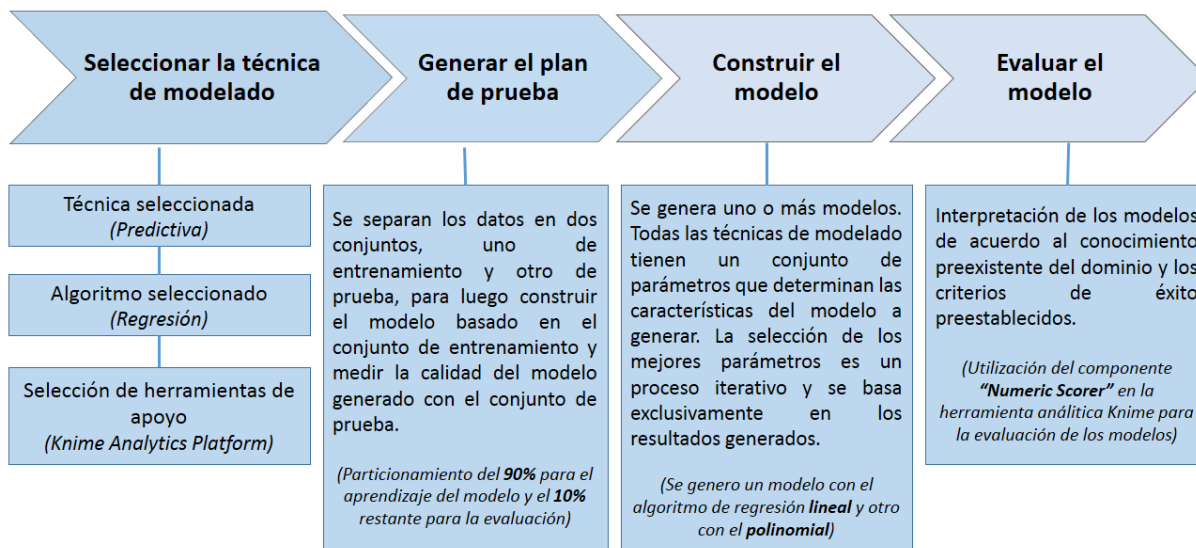 Seleccionar la técnica
de modelado
Generar el plan
de prueba
Construir el
modelo
Evaluar el
modelo
Técnica seleccionada
(Predictiva)
Algoritmo seleccionado
(Regresión)
Selección de herramientas de
apoyo
(Knime Analytics Platform)
Se separan los datos en dos
conjuntos, uno de
entrenamiento y otro de
prueba, para luego construir
el modelo basado en el
conjunto de entrenamiento y
medir la calidad del modelo
generado con el conjunto de
prueba.
(Particionamiento del 90% para el
aprendizaje del modelo y el 10%
restante para la evaluación)
Se genera uno o más modelos.
Todas las técnicas de modelado
tienen un conjunto de
parámetros que determinan las
características del modelo a
generar. La selección de los
mejores parámetros es un
proceso iterativo y se basa
exclusivamente en los
resultados generados.
(Se genero un modelo con el
algoritmo de regresión lineal y otro
con el polinomial)
Interpretación de los modelos
de acuerdo al conocimiento
preexistente del dominio y los
criterios de éxito
preestablecidos.
(Utilización del componente
“Numeric Scorer” en la
herramienta análitica Knime para
la evaluación de los modelos)